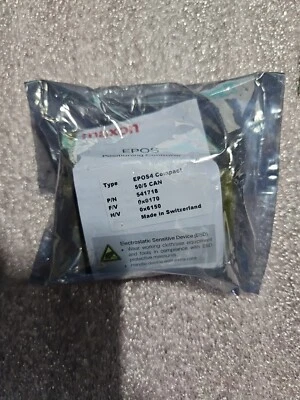 maxon
EPOS
Positioning Controller
Type EPOS4 Compact
50/5 CAN
P/N 541718
F/V 0x0170
H/V 0x6150
Made in Switzerland
Electrostatic Sensitive Device (ESD)